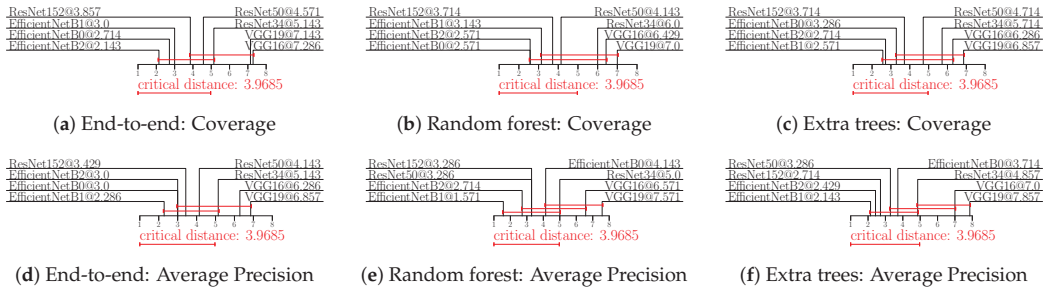 ResNet152@3.857 ResNet50@4.571
EfficientNetB1@3.0 ResNet34@5.143
EfficientNetB0@2.714 VGG19@7.143
EfficientNetB2@2.143 VGG16@7.286
1 2 3 4 5 6 7 8
critical distance: 3.9685
(a) End-to-end: Coverage
ResNet152@3.714 ResNet50@4.143
EfficientNetB1@3.143 ResNet34@6.0
EfficientNetB2@2.571 VGG16@6.429
EfficientNetB0@2.571 VGG19@7.0
1 2 3 4 5 6 7 8
critical distance: 3.9685
(b) Random forest: Coverage
ResNet152@3.714 ResNet50@4.714
EfficientNetB0@3.286 ResNet34@5.714
EfficientNetB2@2.714 VGG16@6.286
EfficientNetB1@2.571 VGG19@6.857
1 2 3 4 5 6 7 8
critical distance: 3.9685
(c) Extra trees: Coverage
ResNet152@3.429 ResNet50@4.143
EfficientNetB2@3.0 ResNet34@5.143
EfficientNetB0@3.0 VGG16@6.286
EfficientNetB1@2.286 VGG19@6.857
1 2 3 4 5 6 7 8
critical distance: 3.9685
(d) End-to-end: Average Precision
ResNet152@3.286 EfficientNetB0@4.143
ResNet50@3.286 ResNet34@5.0
EfficientNetB2@2.714 VGG16@6.571
EfficientNetB1@1.571 VGG19@7.571
1 2 3 4 5 6 7 8
critical distance: 3.9685
(e) Random forest: Average Precision
ResNet50@3.286 EfficientNetB0@3.714
ResNet152@2.714 ResNet34@4.857
EfficientNetB2@2.429 VGG16@7.0
EfficientNetB1@2.143 VGG19@7.857
1 2 3 4 5 6 7 8
critical distance: 3.9685
(f) Extra trees: Average Precision